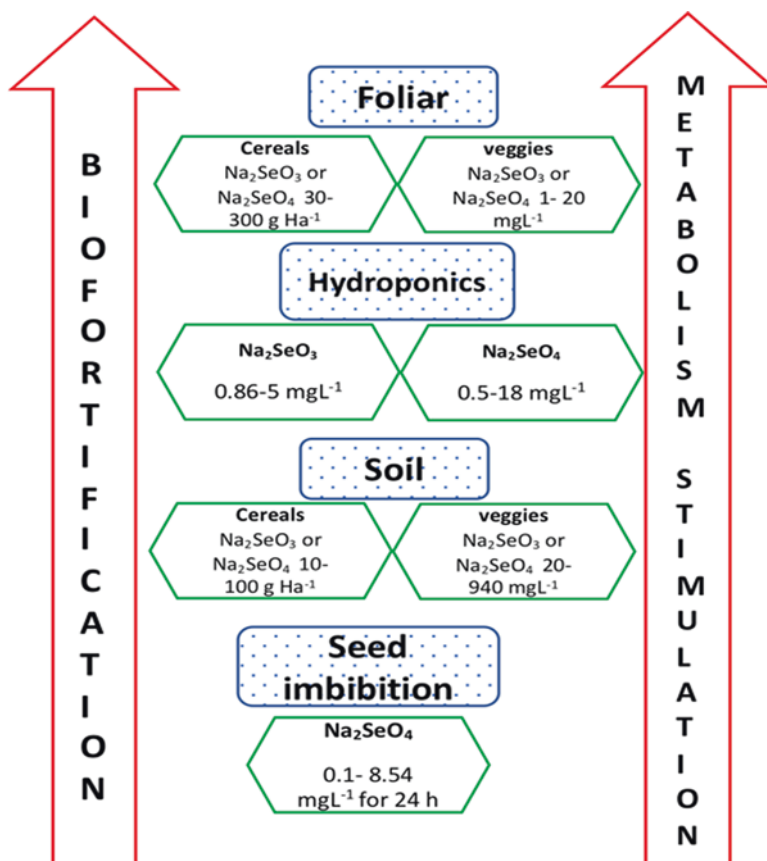 BIOFORTIFICATION
Foliar
Cereals
Na₂SeO₃ or
Na₂SeO₄ 30-
300 g Ha⁻¹
veggies
Na₂SeO₃ or
Na₂SeO₄ 1- 20
mgL⁻¹
Hydroponics
Na₂SeO₃
0.86-5 mgL⁻¹
Na₂SeO₄
0.5-18 mgL⁻¹
Soil
Cereals
Na₂SeO₃ or
Na₂SeO₄ 10-
100 g Ha⁻¹
veggies
Na₂SeO₃ or
Na₂SeO₄ 20-
940 mgL⁻¹
Seed
imbibition
Na₂SeO₄
0.1- 8.54
mgL⁻¹ for 24 h
METABOLISM STIMULATION